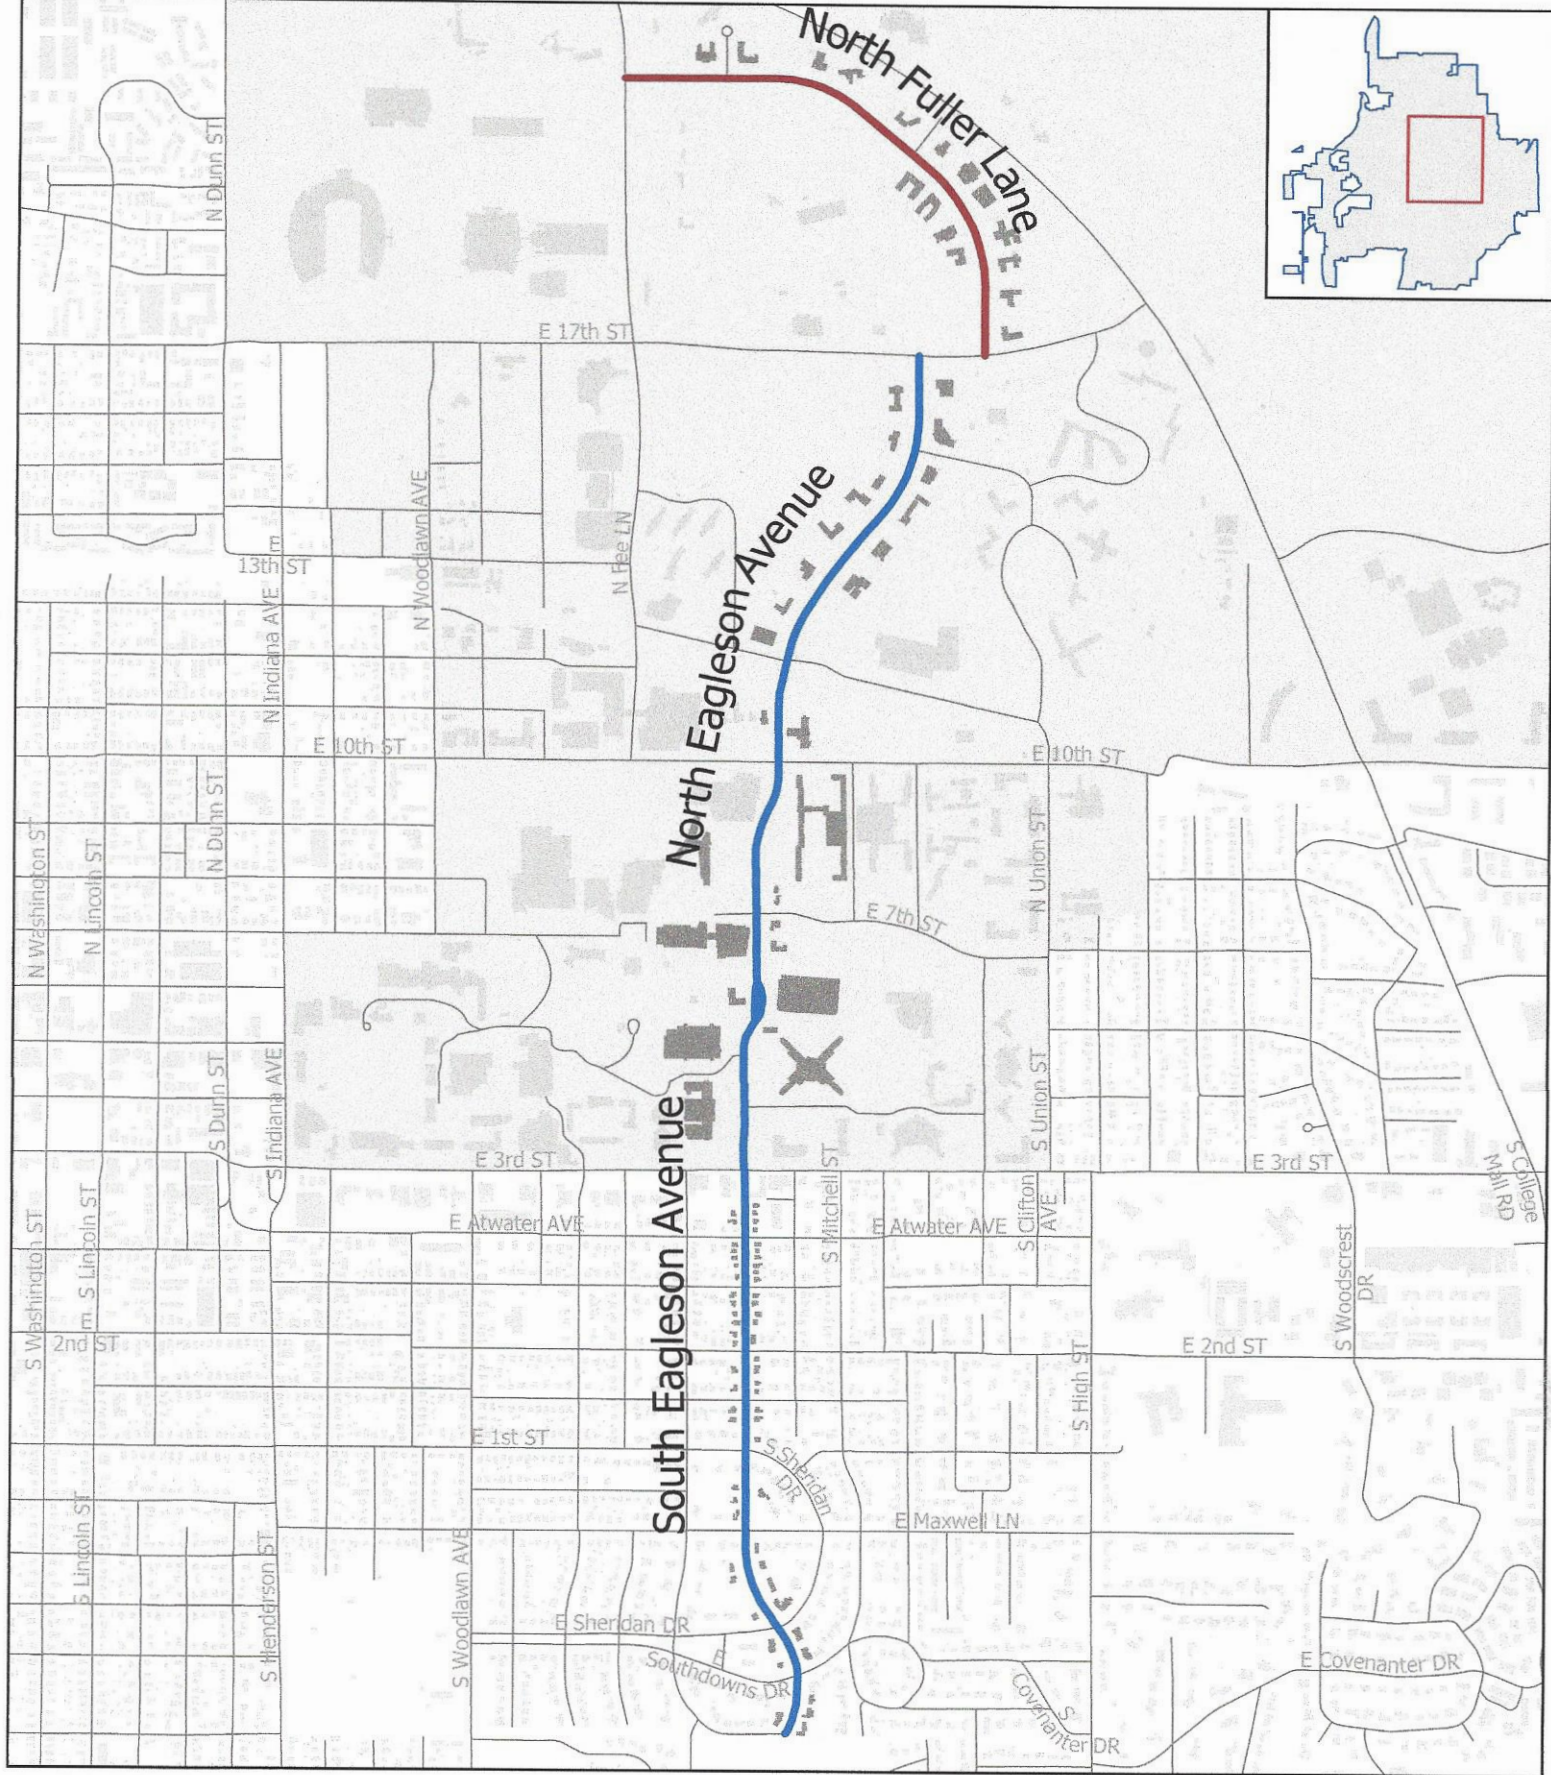 North Fuller Lane
N Dunn ST
E 17th ST
North Eagleson Avenue
N Woodlawn AVE
N Fee LN
E
13th ST
N Indiana AVE
E 10th ST
E 10th ST
N Dunn ST
N Washington ST
N Lincoln ST
N Union ST
E 7th ST
S Dunn ST
S Indiana AVE
S Union ST
South Eagleson Avenue
E 3rd ST
S Mitchell ST
E 3rd ST
S College
Mall RD
S Washington ST
S Lincoln ST
E Atwater AVE
E Atwater AVE
S Clifton
AVE
S Woodscrest
DR
E
2nd ST
E 2nd ST
S High ST
E 1st ST
S Sheridan
DR
E Maxwell LN
S Lincoln ST
S Henderson ST
S Woodlawn AVE
E Sheridan DR
E
Southdowns DR
S
Covenanter DR
E Covenanter DR